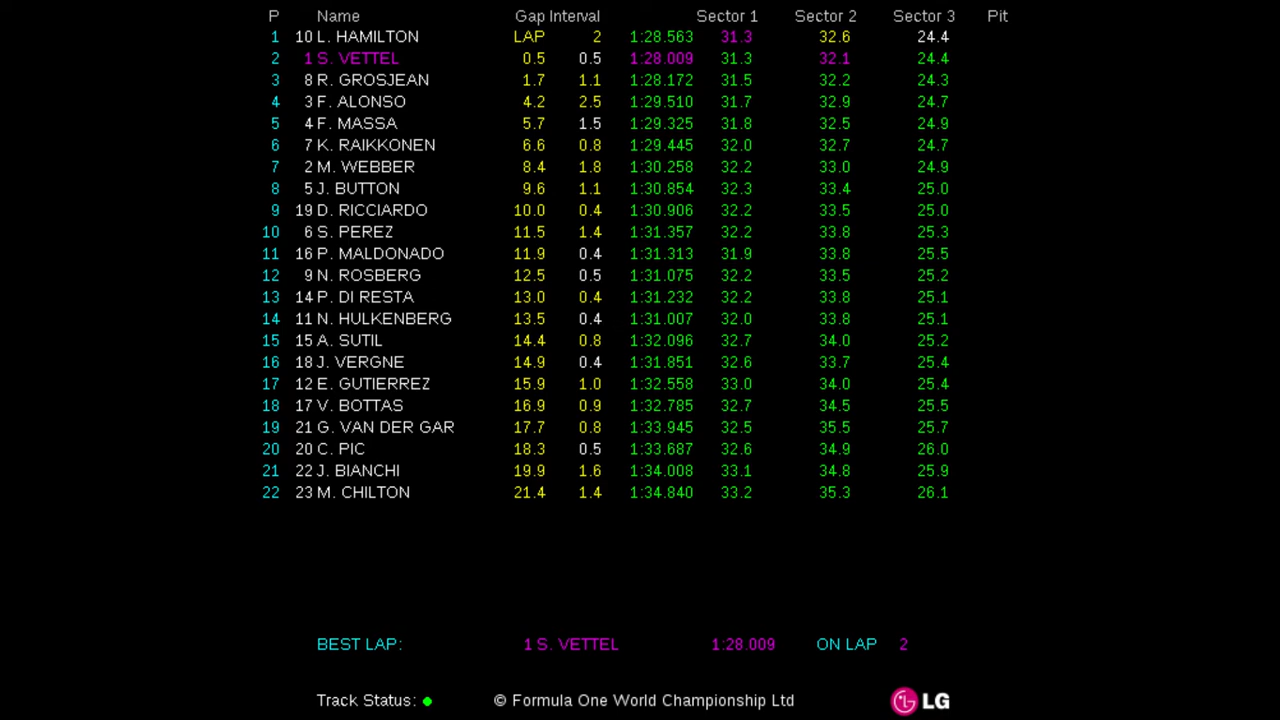 P Name Gap Interval Sector 1 Sector 2 Sector 3 Pit
1 10 L. HAMILTON LAP 2 1:28.563 31.3 32.6 24.4
2 1 S. VETTEL 0.5 0.5 1:28.009 31.3 32.1 24.4
3 8 R. GROSJEAN 1.7 1.1 1:28.172 31.5 32.2 24.3
4 3 F. ALONSO 4.2 2.5 1:29.510 31.7 32.9 24.7
5 4 F. MASSA 5.7 1.5 1:29.325 31.8 32.5 24.9
6 7 K. RAIKKONEN 6.6 0.8 1:29.445 32.0 32.7 24.7
7 2 M. WEBBER 8.4 1.8 1:30.258 32.2 33.0 24.9
8 5 J. BUTTON 9.6 1.1 1:30.854 32.3 33.4 25.0
9 19 D. RICCIARDO 10.0 0.4 1:30.906 32.2 33.5 25.0
10 6 S. PEREZ 11.5 1.4 1:31.357 32.2 33.8 25.3
11 16 P. MALDONADO 11.9 0.4 1:31.313 31.9 33.8 25.5
12 9 N. ROSBERG 12.5 0.5 1:31.075 32.2 33.5 25.2
13 14 P. DI RESTA 13.0 0.4 1:31.232 32.2 33.8 25.1
14 11 N. HULKENBERG 13.5 0.4 1:31.007 32.0 33.8 25.1
15 15 A. SUTIL 14.4 0.8 1:32.096 32.7 34.0 25.2
16 18 J. VERGNE 14.9 0.4 1:31.851 32.6 33.7 25.4
17 12 E. GUTIERREZ 15.9 1.0 1:32.558 33.0 34.0 25.4
18 17 V. BOTTAS 16.9 0.9 1:32.785 32.7 34.5 25.5
19 21 G. VAN DER GAR 17.7 0.8 1:33.945 32.5 35.5 25.7
20 20 C. PIC 18.3 0.5 1:33.687 32.6 34.9 26.0
21 22 J. BIANCHI 19.9 1.6 1:34.008 33.1 34.8 25.9
22 23 M. CHILTON 21.4 1.4 1:34.840 33.2 35.3 26.1
BEST LAP: 1 S. VETTEL 1:28.009 ON LAP 2
Track Status: © Formula One World Championship Ltd LG